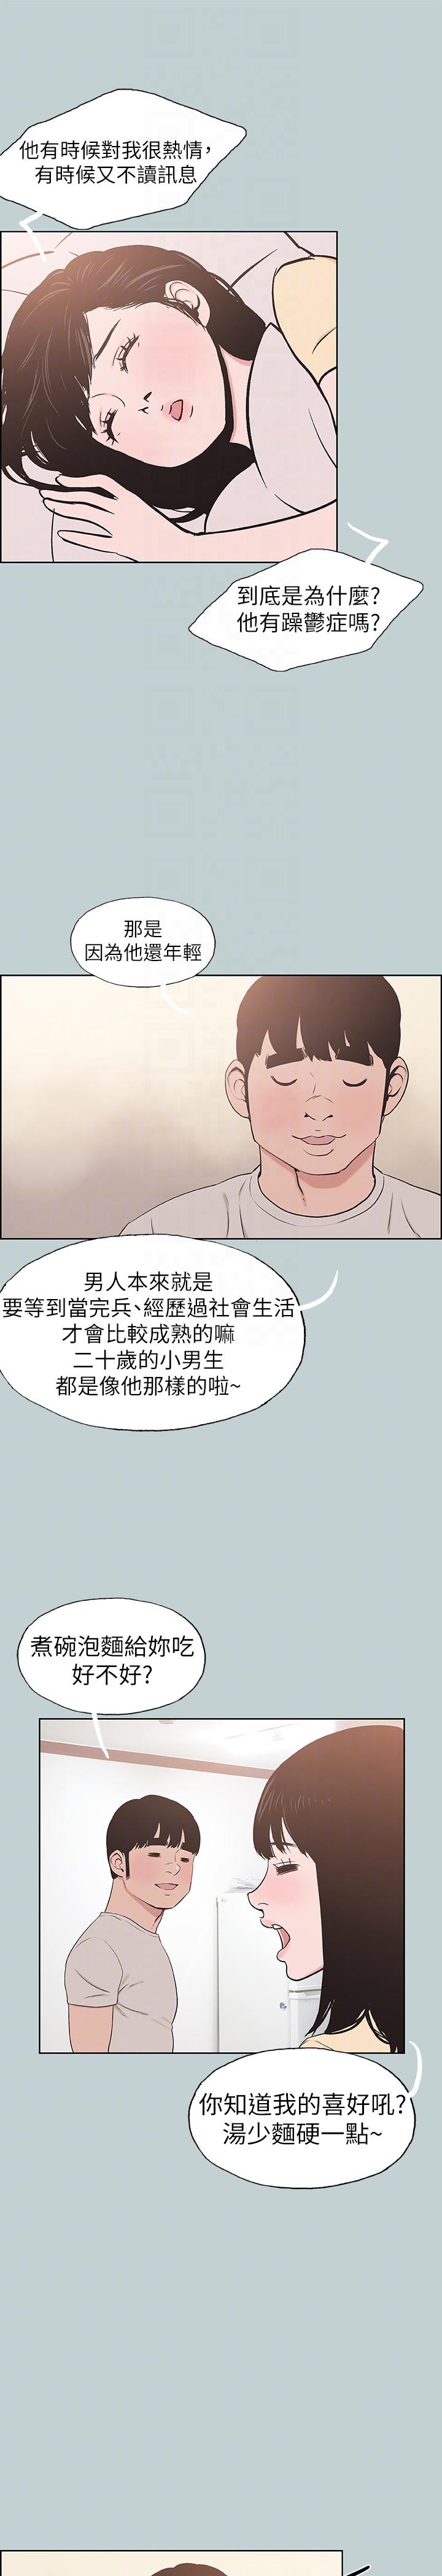 他有時候對我很熱情，
有時候又不讀訊息
到底是為什麼?
他有躁鬱症嗎?
那是
因為他還年輕
男人本來就是
要等到當完兵、經歷過社會生活
才會比較成熟的嘛
二十歲的小男生
都是像他那樣的啦~
煮碗泡麵給妳吃
好不好?
你知道我的喜好吼?
湯少麵硬一點~